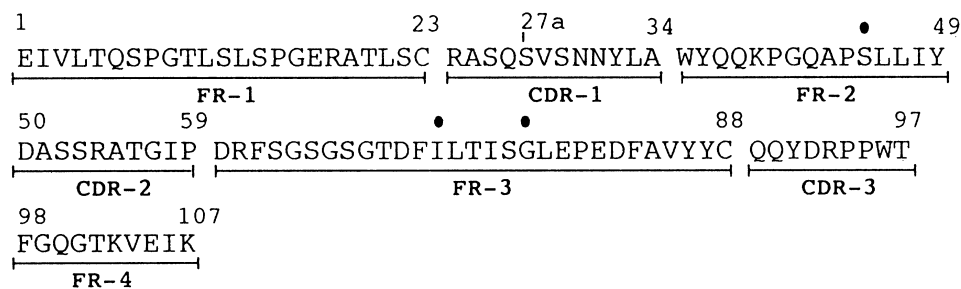 1 23 27a 34 49
EIVLTQSPGTLSLSPGERATLSC RASQSVSNNYLA WYQQKPGQAPSLLIY
FR-1 CDR-1 FR-2
50 59 88 97
DASSRATGIP DRFSGSGSGTDFILTISGLEPEDFAVYYC QQYDRPPWT
CDR-2 FR-3 CDR-3
98 107
FGQGTKVEIK
FR-4